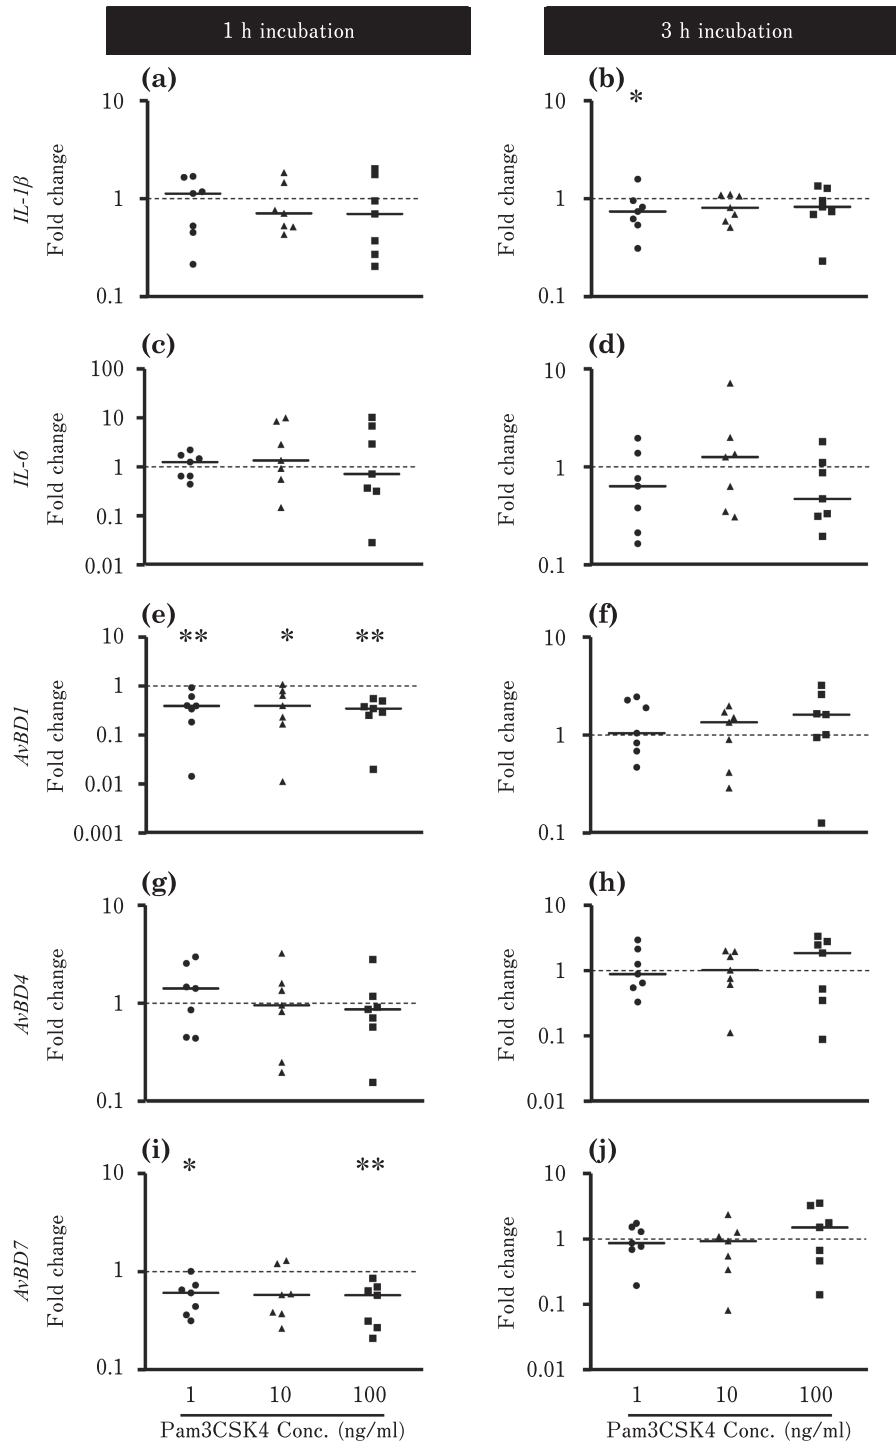 1 h incubation
3 h incubation
(a)
(b)
10
1
0.1
Fold change
IL-1β
*
10
1
0.1
Fold change
(c)
(d)
100
10
1
0.1
0.01
Fold change
IL-6
10
1
0.1
Fold change
(e)
(f)
** * **
10
1
0.1
0.01
0.001
Fold change
AvBD1
10
1
0.1
Fold change
(g)
(h)
10
1
0.1
Fold change
AvBD4
10
1
0.1
0.01
Fold change
(i)
(j)
* **
10
1
0.1
Fold change
AvBD7
10
1
0.1
0.01
Fold change
1 10 100
Pam3CSK4 Conc. (ng/ml)
1 10 100
Pam3CSK4 Conc. (ng/ml)